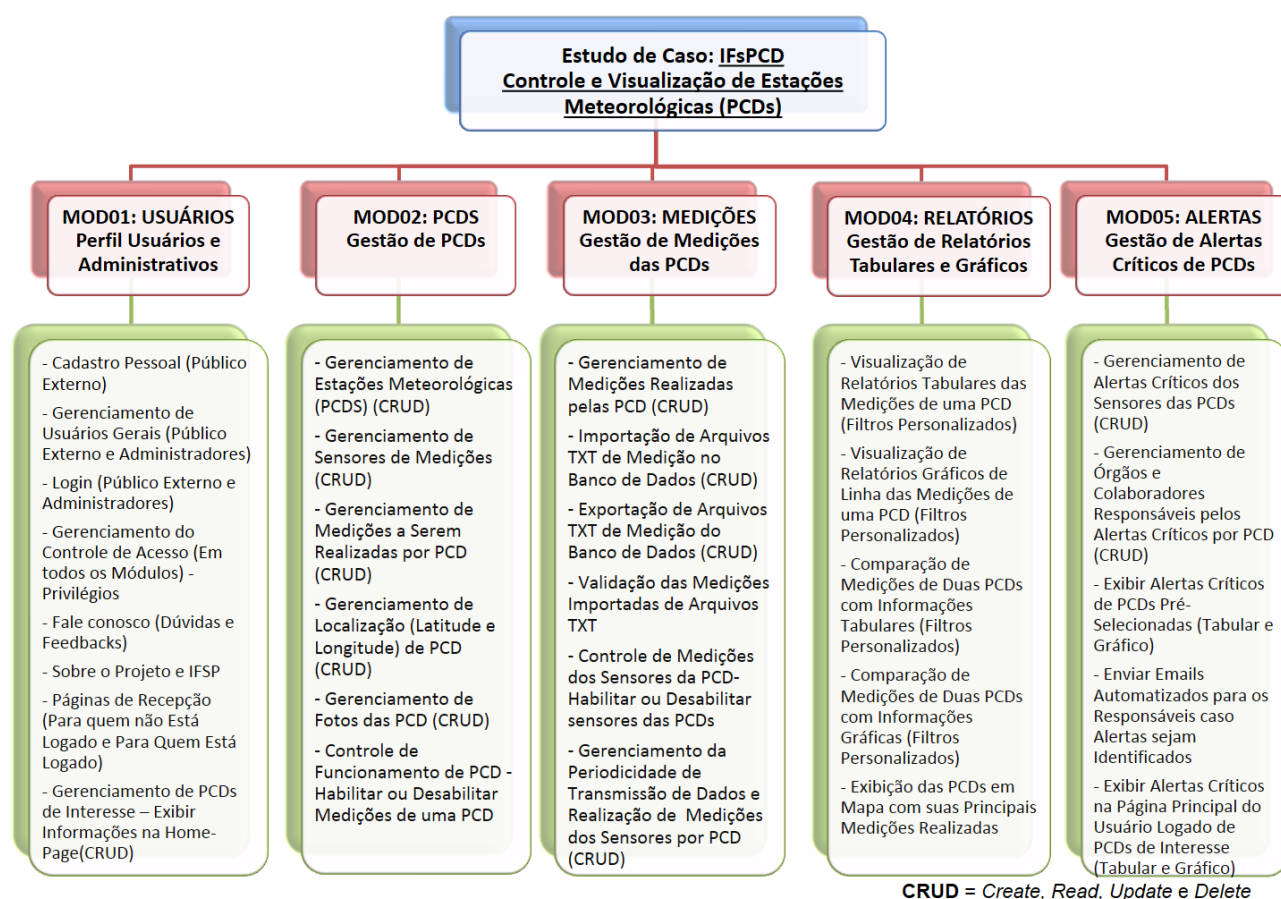 Estudo de Caso: IFsPCD
Controle e Visualização de Estações
Meteorológicas (PCDs)
MOD01: USUÁRIOS
Perfil Usuários e
Administrativos
MOD02: PCDS
Gestão de PCDs
MOD03: MEDIÇÕES
Gestão de Medições
das PCDs
MOD04: RELATÓRIOS
Gestão de Relatórios
Tabulares e Gráficos
MOD05: ALERTAS
Gestão de Alertas
Críticos de PCDs
- Cadastro Pessoal (Público
Externo)
- Gerenciamento de
Usuários Gerais (Público
Externo e Administradores)
- Login (Público Externo e
Administradores)
- Gerenciamento do
Controle de Acesso (Em
todos os Módulos) -
Privilégios
- Fale conosco (Dúvidas e
Feedbacks)
- Sobre o Projeto e IFSP
- Páginas de Recepção
(Para quem não Está
Logado e Para Quem Está
Logado)
- Gerenciamento de PCDs
de Interesse – Exibir
Informações na Home-
Page(CRUD)
- Gerenciamento de
Estações Meteorológicas
(PCDS) (CRUD)
- Gerenciamento de
Sensores de Medições
(CRUD)
- Gerenciamento de
Medições a Serem
Realizadas por PCD
(CRUD)
- Gerenciamento de
Localização (Latitude e
Longitude) de PCD
(CRUD)
- Gerenciamento de
Fotos das PCD (CRUD)
- Controle de
Funcionamento de PCD -
Habilitar ou Desabilitar
Medições de uma PCD
- Gerenciamento de
Medições Realizadas
pelas PCD (CRUD)
- Importação de Arquivos
TXT de Medição no
Banco de Dados (CRUD)
- Exportação de Arquivos
TXT de Medição do
Banco de Dados (CRUD)
- Validação das Medições
Importadas de Arquivos
TXT
- Controle de Medições
dos Sensores da PCD-
Habilitar ou Desabilitar
sensores das PCDs
- Gerenciamento da
Periodicidade de
Transmissão de Dados e
Realização de Medições
dos Sensores por PCD
(CRUD)
- Visualização de
Relatórios Tabulares das
Medições de uma PCD
(Filtros Personalizados)
- Visualização de
Relatórios Gráficos de
Linha das Medições de
uma PCD (Filtros
Personalizados)
- Comparação de
Medições de Duas PCDs
com Informações
Tabulares (Filtros
Personalizados)
- Comparação de
Medições de Duas PCDs
com Informações
Gráficas (Filtros
Personalizados)
- Exibição das PCDs em
Mapa com suas Principais
Medições Realizadas
- Gerenciamento de
Alertas Críticos dos
Sensores das PCDs
(CRUD)
- Gerenciamento de
Órgãos e
Colaboradores
Responsáveis pelos
Alertas Críticos por PCD
(CRUD)
- Exibir Alertas Críticos
de PCDs Pré-
Selecionadas (Tabular e
Gráfico)
- Enviar Emails
Automatizados para os
Responsáveis caso
Alertas sejam
Identificados
- Exibir Alertas Críticos
na Página Principal do
Usuário Logado de
PCDs de Interesse
(Tabular e Gráfico)
CRUD = Create, Read, Update e Delete